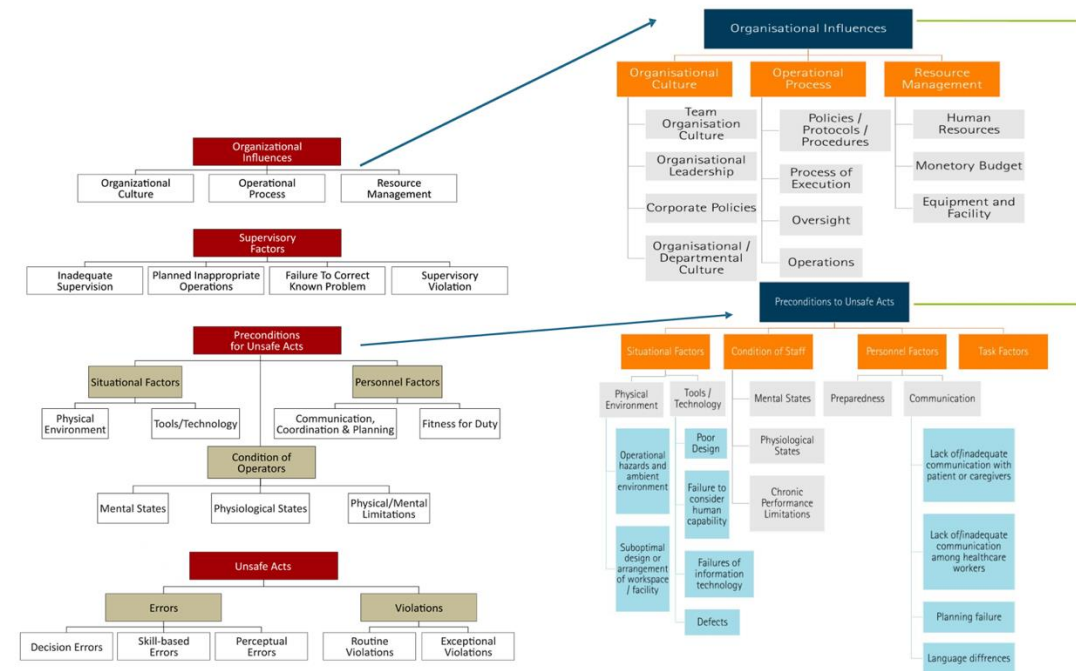 Organizational
Influences
Organizational
Culture
Operational
Process
Resource
Management
Supervisory
Factors
Inadequate
Supervision
Planned Inappropriate
Operations
Failure To Correct
Known Problem
Supervisory
Violation
Preconditions
for Unsafe Acts
Situational Factors
Personnel Factors
Physical
Environment
Tools/Technology
Communication,
Coordination & Planning
Fitness for Duty
Condition of
Operators
Mental States
Physiological States
Physical/Mental
Limitations
Unsafe Acts
Errors
Violations
Decision Errors
Skill-based
Errors
Perceptual
Errors
Routine
Violations
Exceptional
Violations
Organisational Influences
Organisational
Culture
Operational
Process
Resource
Management
Team
Organisation
Culture
Organisational
Leadership
Corporate Policies
Organisational /
Departmental
Culture
Policies /
Protocols /
Procedures
Process of
Execution
Oversight
Operations
Human
Resources
Monetory Budget
Equipment and
Facility
Preconditions to Unsafe Acts
Situational Factors
Condition of Staff
Personnel Factors
Task Factors
Physical
Environment
Tools /
Technology
Mental States
Preparedness
Communication
Operational
hazards and
ambient
environment
Suboptimal
design or
arrangement
of workspace
/ facility
Poor
Design
Failure to
consider
human
capability
Failures of
information
technology
Defects
Physiological
States
Chronic
Performance
Limitations
Lack of/inadequate
communication with
patient or caregivers
Lack of/inadequate
communication
among healthcare
workers
Planning failure
Language diffrences